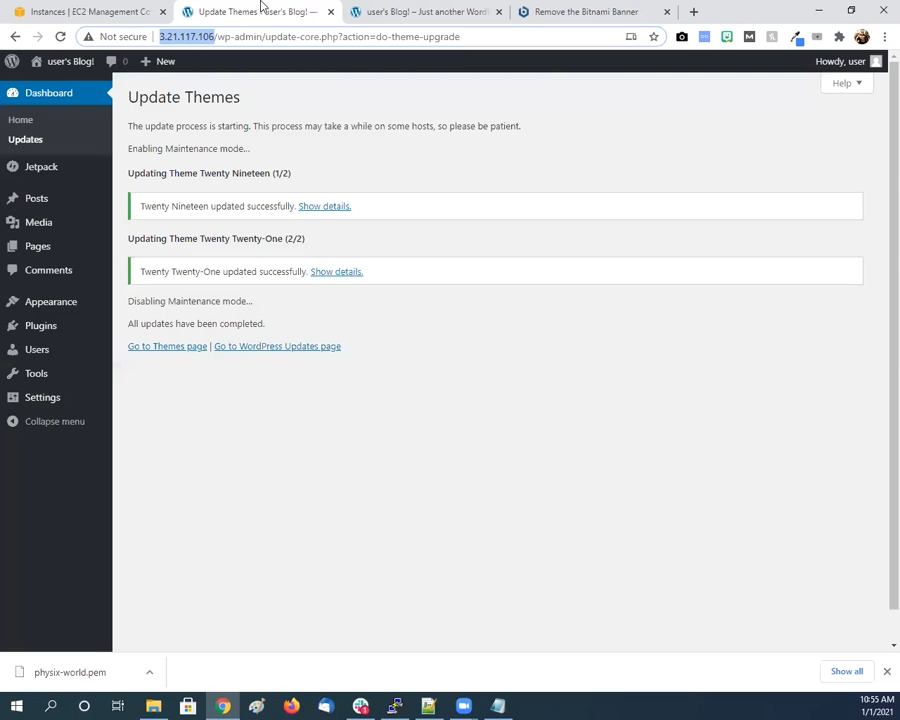 Instances | EC2 Management Co
Update Themes ‹ user's Blog! —
user's Blog! – Just another Word
Remove the Bitnami Banner
Not secure
3.21.117.106/wp-admin/update-core.php?action=do-theme-upgrade
user's Blog!
0
New
Howdy, user
Help
Dashboard
Home
Updates
Jetpack
Posts
Media
Pages
Comments
Appearance
Plugins
Users
Tools
Settings
Collapse menu
Update Themes
The update process is starting. This process may take a while on some hosts, so please be patient.
Enabling Maintenance mode…
Updating Theme Twenty Nineteen (1/2)
Twenty Nineteen updated successfully. Show details.
Updating Theme Twenty Twenty-One (2/2)
Twenty Twenty-One updated successfully. Show details.
Disabling Maintenance mode…
All updates have been completed.
Go to Themes page | Go to WordPress Updates page
physix-world.pem
Show all
10:55 AM
1/1/2021